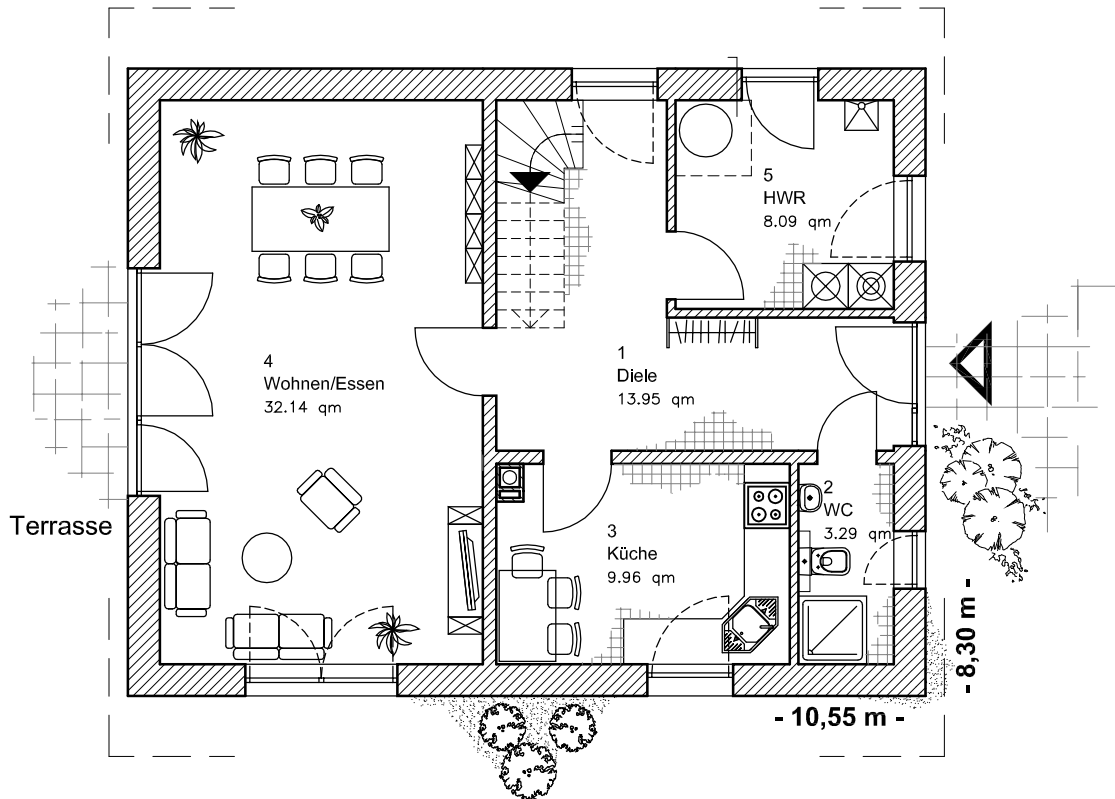 5
HWR
8.09 qm
1
Diele
13.95 qm
4
Wohnen/Essen
32.14 qm
Terrasse
3
Küche
9.96 qm
2
WC
3.29 qm
- 8,30 m -
- 10,55 m -